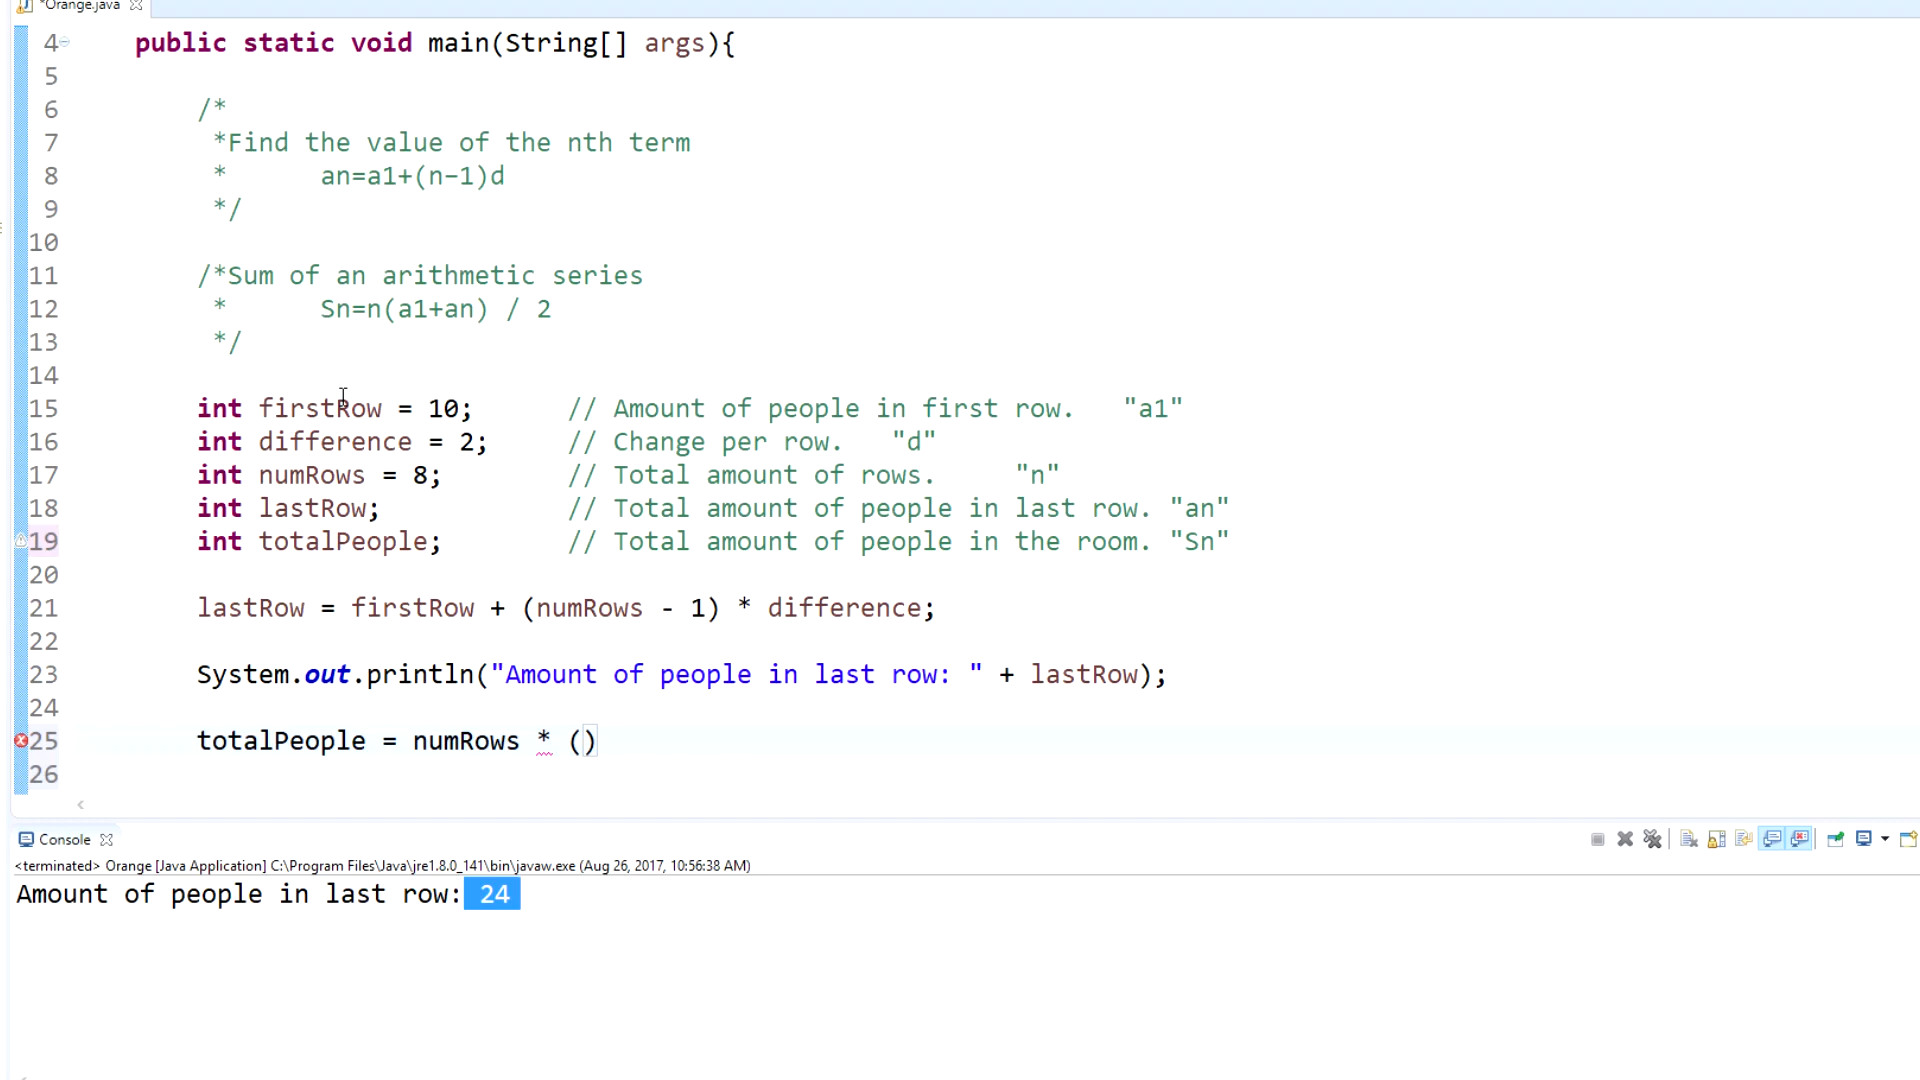 *Orange.java
4 public static void main(String[] args){
5
6 /*
7 *Find the value of the nth term
8 * an=a1+(n-1)d
9 */
10
11 /*Sum of an arithmetic series
12 * Sn=n(a1+an) / 2
13 */
14
15 int firstRow = 10; // Amount of people in first row. "a1"
16 int difference = 2; // Change per row. "d"
17 int numRows = 8; // Total amount of rows. "n"
18 int lastRow; // Total amount of people in last row. "an"
19 int totalPeople; // Total amount of people in the room. "Sn"
20
21 lastRow = firstRow + (numRows - 1) * difference;
22
23 System.out.println("Amount of people in last row: " + lastRow);
24
25 totalPeople = numRows * ()
26
Console
<terminated> Orange [Java Application] C:\Program Files\Java\jre1.8.0_141\bin\javaw.exe (Aug 26, 2017, 10:56:38 AM)
Amount of people in last row: 24